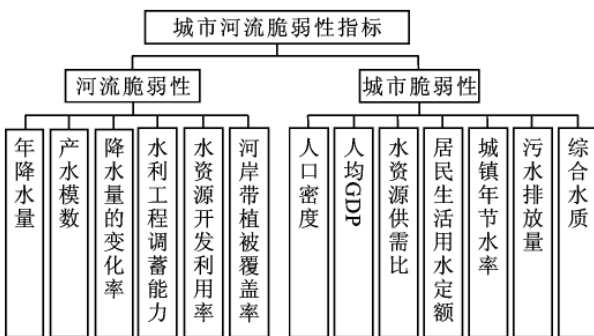 城市河流脆弱性指标
河流脆弱性
城市脆弱性
年降水量
产水模数
降水量的变化率
水利工程调蓄能力
水资源开发利用率
河岸带植被覆盖率
人口密度
人均GDP
水资源供需比
居民生活用水定额
城镇年节水率
污水排放量
综合水质